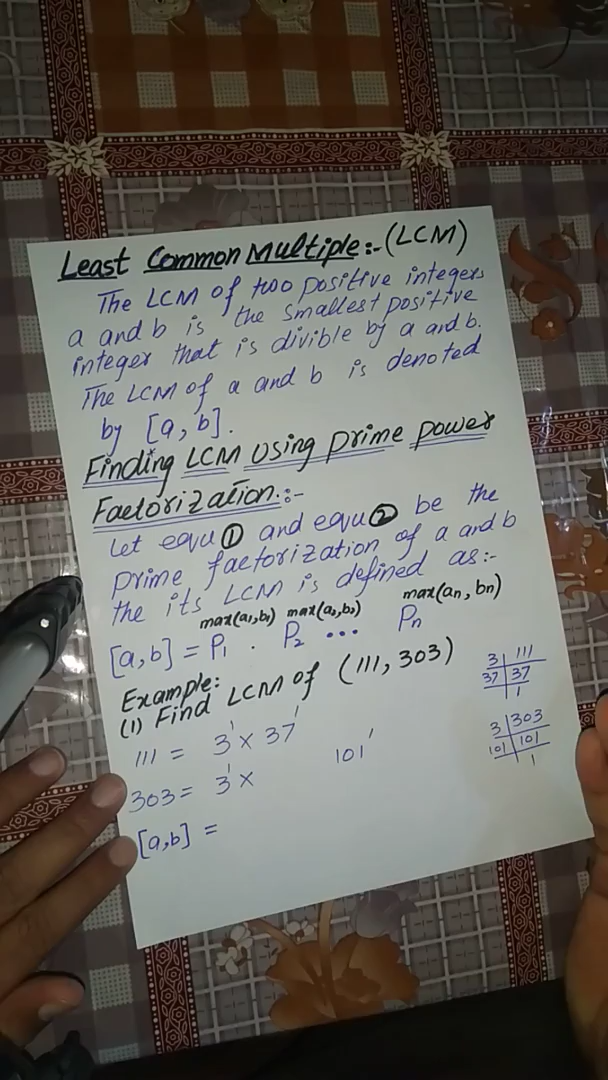 Least Common Multiple:-(LCM)
The LCM of two positive integers
a and b is the smallest positive
integer that is divible by a and b.
The LCM of a and b is denoted
by [a,b].
Finding LCM using prime power
Factorization.:-
Let equ① and equ② be the
prime factorization of a and b
the its LCM is defined as:-
[a,b] = P₁^max(a₁,b₁) . P₂^max(a₂,b₂) ... Pₙ^max(an,bn)
Example:
(1) Find LCM of (111, 303)
111 = 3¹ x 37¹
303 = 3¹ x 101¹
[a,b] =
3 | 111
37 | 37
1
3 | 303
101 | 101
1